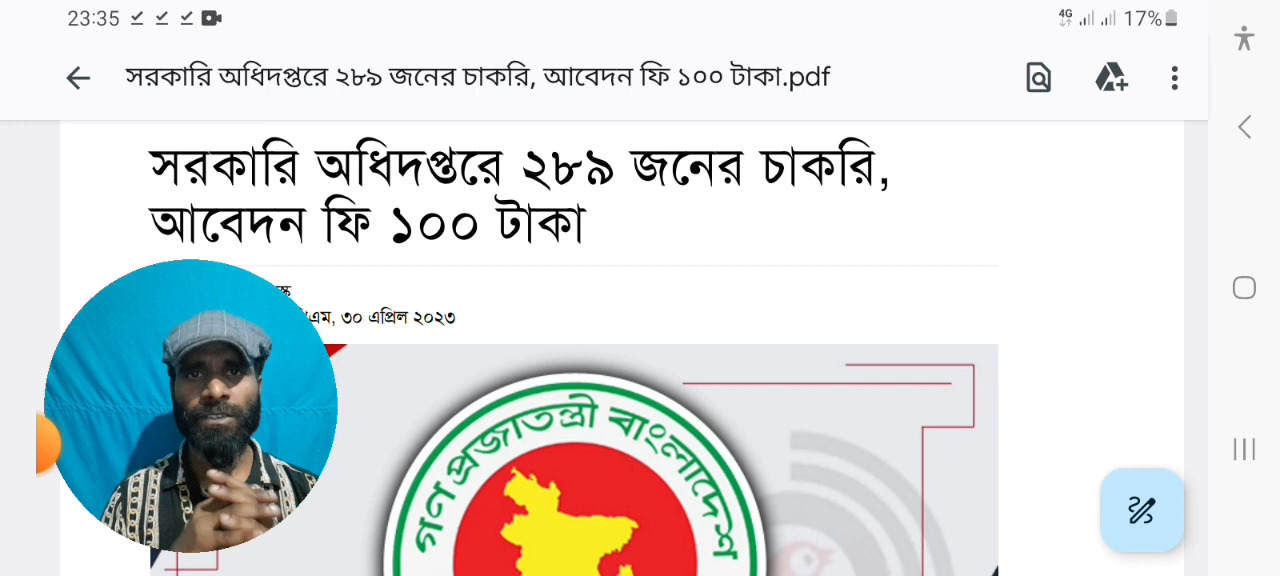 23:35
4G
17%
সরকারি অধিদপ্তরে ২৮৯ জনের চাকরি, আবেদন ফি ১০০ টাকা.pdf
সরকারি অধিদপ্তরে ২৮৯ জনের চাকরি,
আবেদন ফি ১০০ টাকা
৩০ এপ্রিল ২০২৩
গণপ্রজাতন্ত্রী বাংলাদেশ